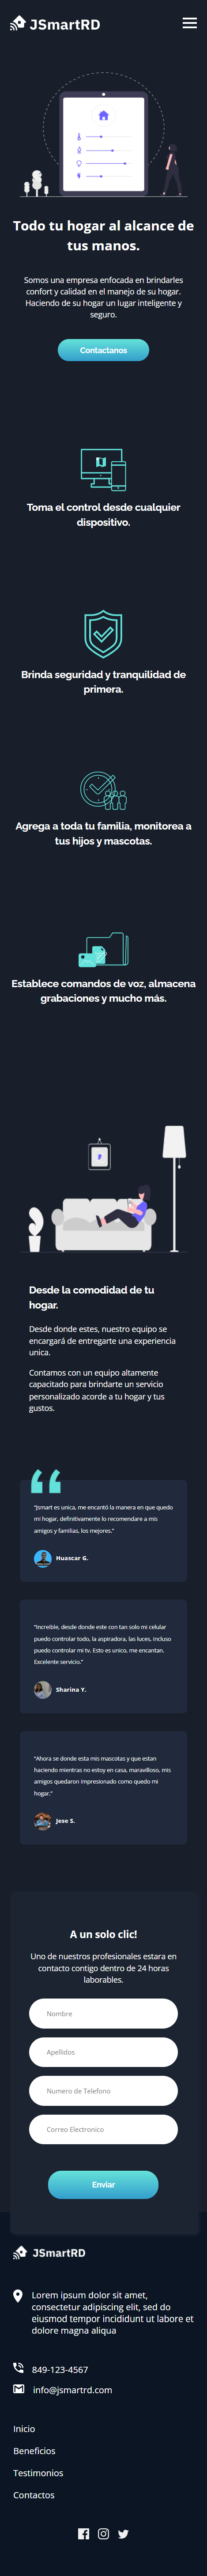 JSmartRD
Todo tu hogar al alcance de
tus manos.
Somos una empresa enfocada en brindarles
confort y calidad en el manejo de su hogar.
Haciendo de su hogar un lugar inteligente y
seguro.
Contactanos
Toma el control desde cualquier
dispositivo.
Brinda seguridad y tranquilidad de
primera.
Agrega a toda tu familia, monitorea a
tus hijos y mascotas.
Establece comandos de voz, almacena
grabaciones y mucho más.
Desde la comodidad de tu
hogar.
Desde donde estes, nuestro equipo se
encargará de entregarte una experiencia
unica.
Contamos con un equipo altamente
capacitado para brindarte un servicio
personalizado acorde a tu hogar y tus
gustos.
“Jsmart es unica, me encantó la manera en que quedo
mi hogar, definitivamente lo recomendare a mis
amigos y familias, los mejores.”
Huascar G.
“Increible, desde donde este con tan solo mi celular
puedo controlar todo, la aspiradora, las luces, incluso
puedo controlar mi tv. Esto es unico, me encantan.
Excelente servicio.”
Sharina Y.
“Ahora se donde esta mis mascotas y que estan
haciendo mientras no estoy en casa, maravilloso, mis
amigos quedaron impresionado como quedo mi
hogar.”
Jese S.
A un solo clic!
Uno de nuestros profesionales estara en
contacto contigo dentro de 24 horas
laborables.
Nombre
Apellidos
Numero de Telefono
Correo Electronico
Enviar
JSmartRD
Lorem ipsum dolor sit amet,
consectetur adipiscing elit, sed do
eiusmod tempor incididunt ut labore et
dolore magna aliqua
849-123-4567
info@jsmartrd.com
Inicio
Beneficios
Testimonios
Contactos